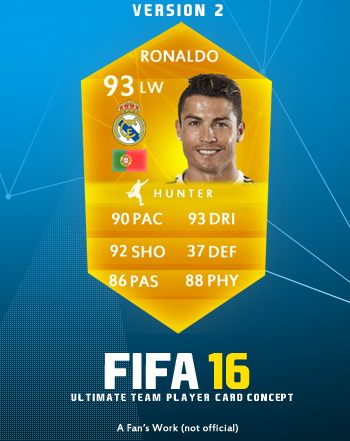 VERSION 2
RONALDO
93 LW
HUNTER
90 PAC 93 DRI
92 SHO 37 DEF
86 PAS 88 PHY
FIFA 16
ULTIMATE TEAM PLAYER CARD CONCEPT
A Fan's Work (not official)